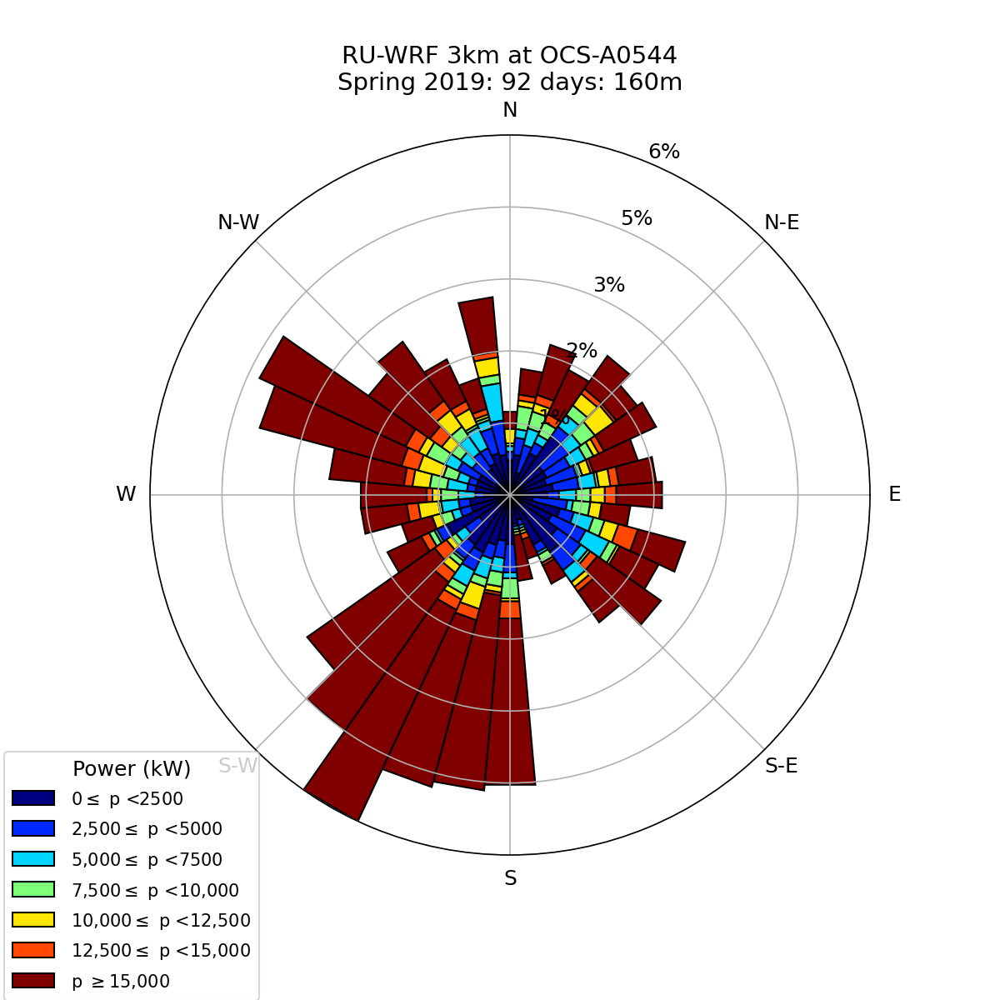 RU-WRF 3km at OCS-A0544
Spring 2019: 92 days: 160m
N
6%
N-W
5%
N-E
3%
2%
1%
W
E
S-W
S-E
S
Power (kW)
0≤ p <2500
2,500≤ p <5000
5,000≤ p <7500
7,500≤ p <10,000
10,000≤ p <12,500
12,500≤ p <15,000
p ≥15,000